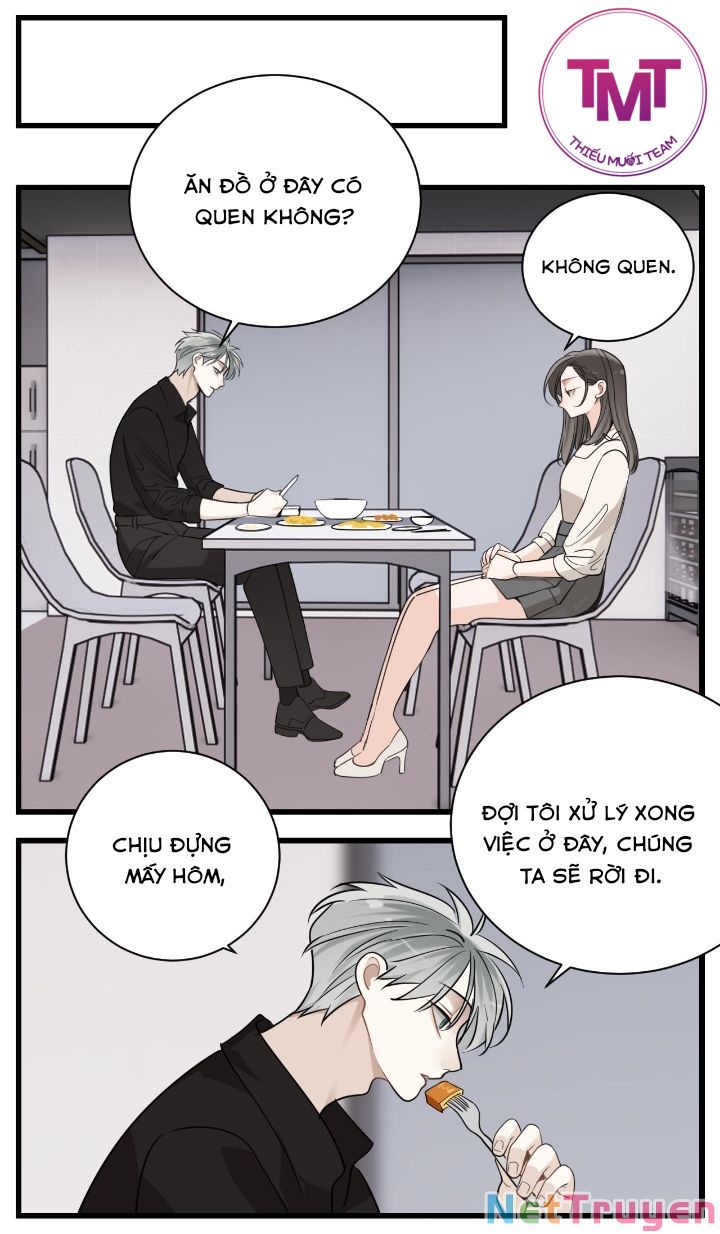 TMT
THIẾU MUỐI TEAM
ĂN ĐỒ Ở ĐÂY CÓ
QUEN KHÔNG?
KHÔNG QUEN.
ĐỢI TÔI XỬ LÝ XONG
VIỆC Ở ĐÂY, CHÚNG
TA SẼ RỜI ĐI.
CHỊU ĐỰNG
MẤY HÔM,
NetTruyen